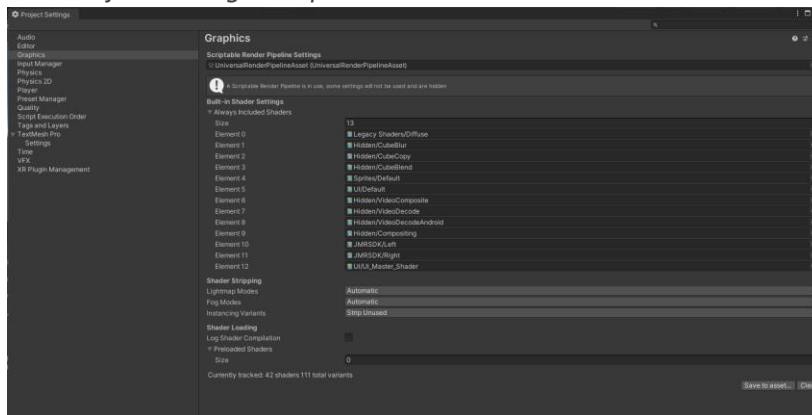 Project Settings
Audio
Editor
Graphics
Input Manager
Physics
Physics 2D
Player
Preset Manager
Quality
Script Execution Order
Tags and Layers
TextMesh Pro
Settings
Time
VFX
XR Plugin Management
Graphics
Scriptable Render Pipeline Settings
UniversalRenderPipelineAsset (UniversalRenderPipelineAsset)
A Scriptable Render Pipeline is in use, some settings will not be used and are hidden
Built-in Shader Settings
Always Included Shaders
Size 13
Element 0 Legacy Shaders/Diffuse
Element 1 Hidden/CubeBlur
Element 2 Hidden/CubeCopy
Element 3 Hidden/CubeBlend
Element 4 Sprites/Default
Element 5 UI/Default
Element 6 Hidden/VideoComposite
Element 7 Hidden/VideoDecode
Element 8 Hidden/VideoDecodeAndroid
Element 9 Hidden/Compositing
Element 10 JMRSDK/Left
Element 11 JMRSDK/Right
Element 12 UI/UI_Master_Shader
Shader Stripping
Lightmap Modes Automatic
Fog Modes Automatic
Instancing Variants Strip Unused
Shader Loading
Log Shader Compilation
Preloaded Shaders
Size 0
Currently tracked: 42 shaders 111 total variants
Save to asset... Clea